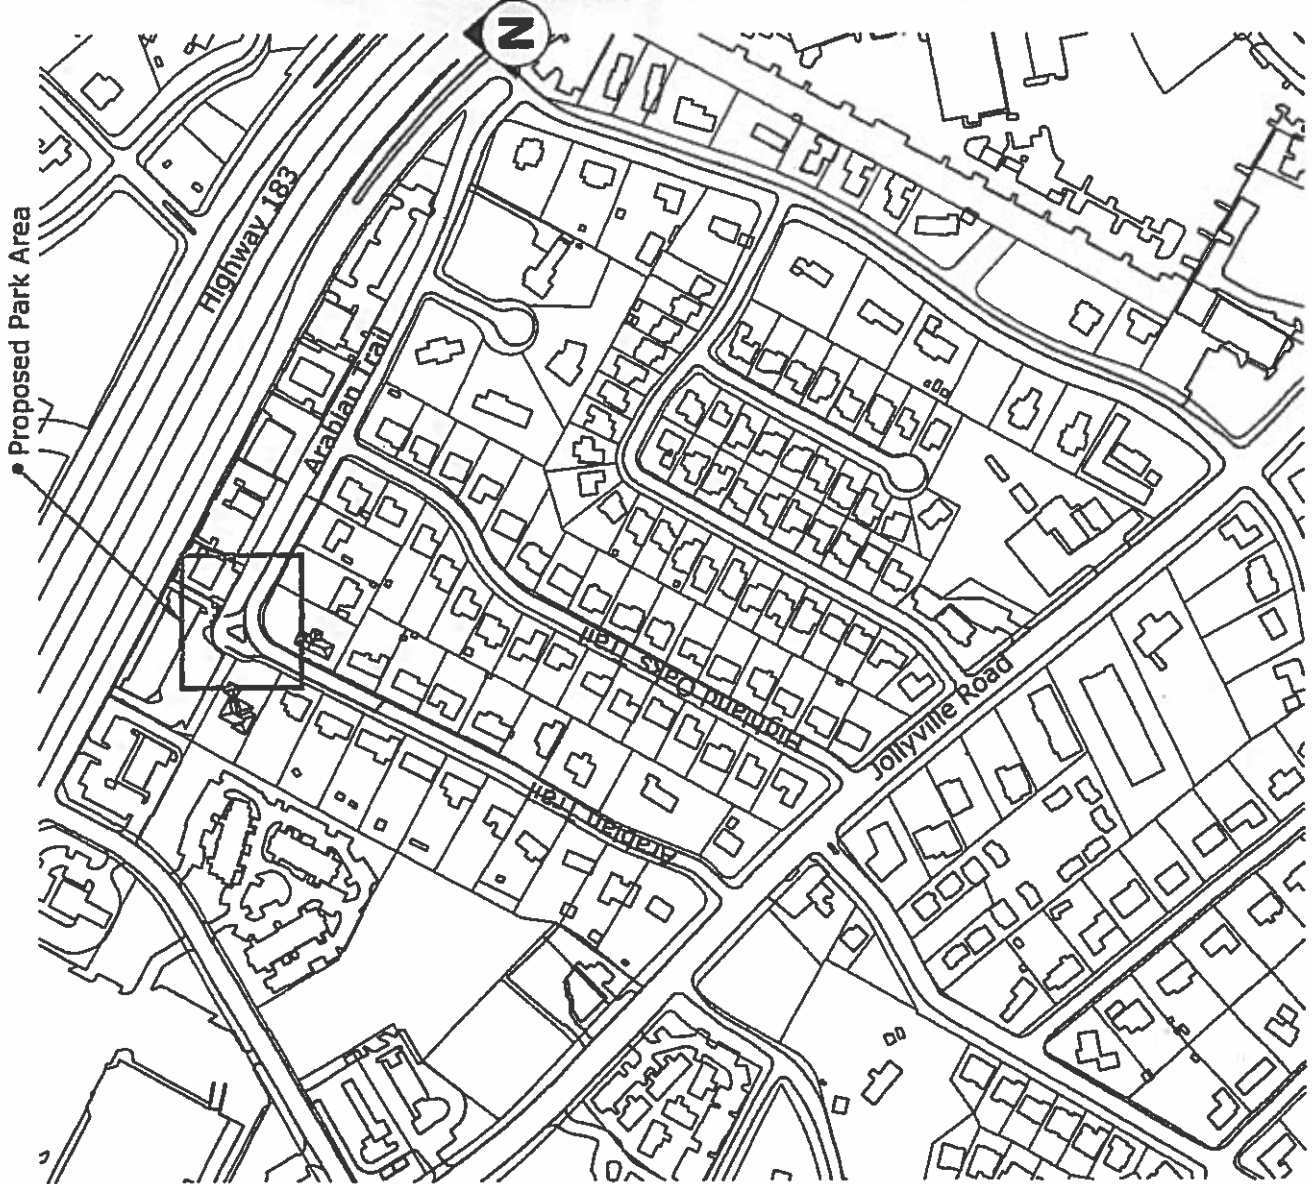 N
Proposed Park Area
Highway 183
Arabian Trail
Highland Oaks Trail
Arabian Trail
Jollyville Road